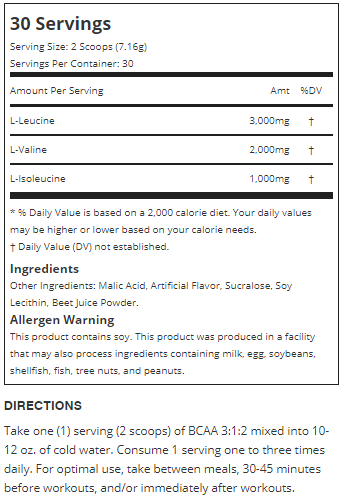 30 Servings
Serving Size: 2 Scoops (7.16g)
Servings Per Container: 30
Amount Per Serving Amt %DV
L-Leucine 3,000mg †
L-Valine 2,000mg †
L-Isoleucine 1,000mg †
* % Daily Value is based on a 2,000 calorie diet. Your daily values
may be higher or lower based on your calorie needs.
† Daily Value (DV) not established.
Ingredients
Other Ingredients: Malic Acid, Artificial Flavor, Sucralose, Soy
Lecithin, Beet Juice Powder.
Allergen Warning
This product contains soy. This product was produced in a facility
that may also process ingredients containing milk, egg, soybeans,
shellfish, fish, tree nuts, and peanuts.
DIRECTIONS
Take one (1) serving (2 scoops) of BCAA 3:1:2 mixed into 10-
12 oz. of cold water. Consume 1 serving one to three times
daily. For optimal use, take between meals, 30-45 minutes
before workouts, and/or immediately after workouts.